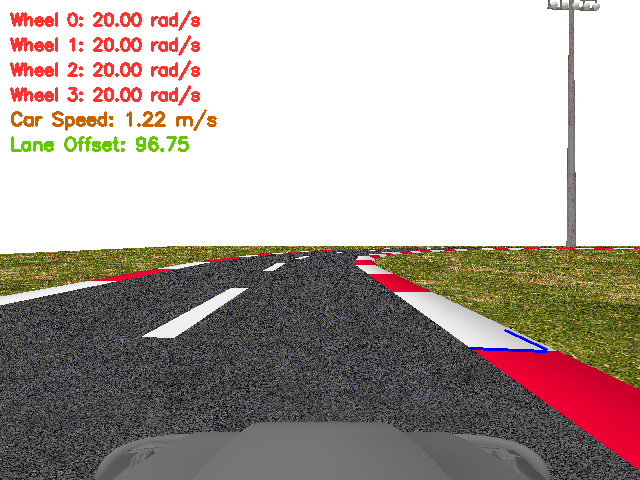 Wheel 0: 20.00 rad/s
Wheel 1: 20.00 rad/s
Wheel 2: 20.00 rad/s
Wheel 3: 20.00 rad/s
Car Speed: 1.22 m/s
Lane Offset: 96.75